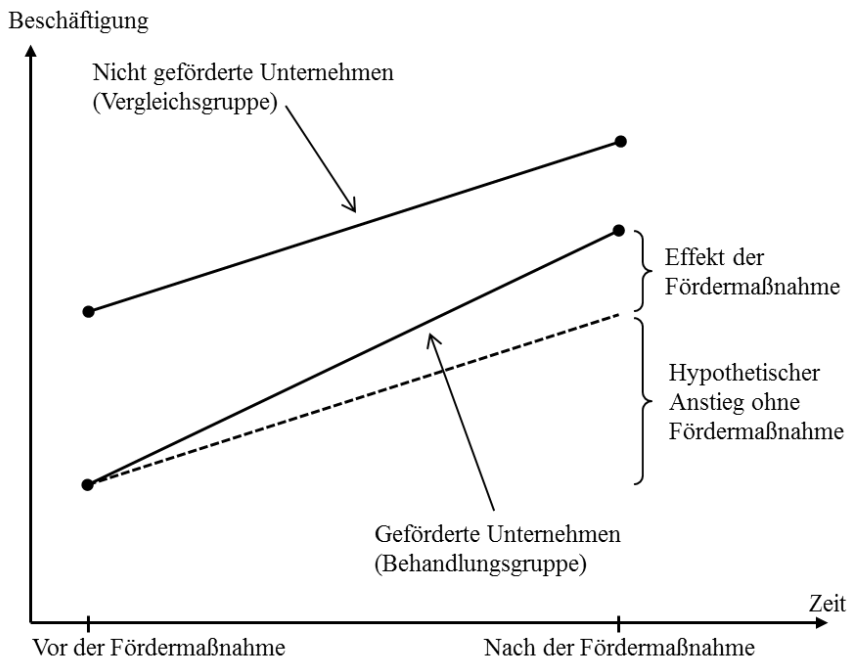 Beschäftigung
Nicht geförderte Unternehmen
(Vergleichsgruppe)
Effekt der
Fördermaßnahme
Hypothetischer
Anstieg ohne
Fördermaßnahme
Geförderte Unternehmen
(Behandlungsgruppe)
Zeit
Vor der Fördermaßnahme
Nach der Fördermaßnahme